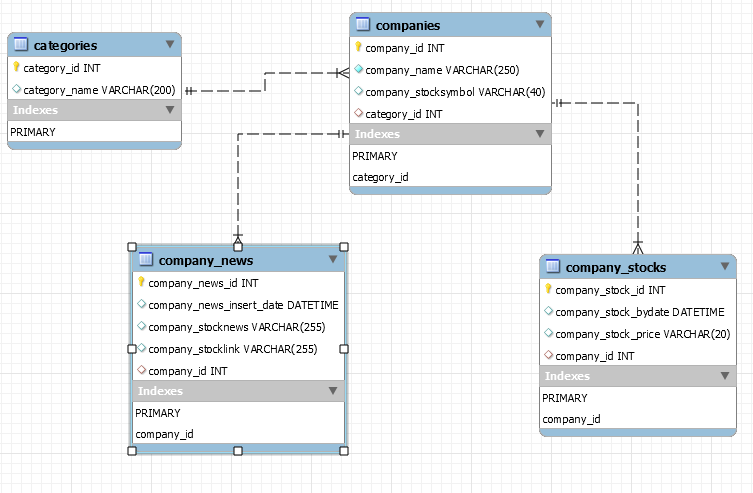 categories
category_id INT
category_name VARCHAR(200)
Indexes
PRIMARY
companies
company_id INT
company_name VARCHAR(250)
company_stocksymbol VARCHAR(40)
category_id INT
Indexes
PRIMARY
category_id
company_news
company_news_id INT
company_news_insert_date DATETIME
company_stocknews VARCHAR(255)
company_stocklink VARCHAR(255)
company_id INT
Indexes
PRIMARY
company_id
company_stocks
company_stock_id INT
company_stock_bydate DATETIME
company_stock_price VARCHAR(20)
company_id INT
Indexes
PRIMARY
company_id